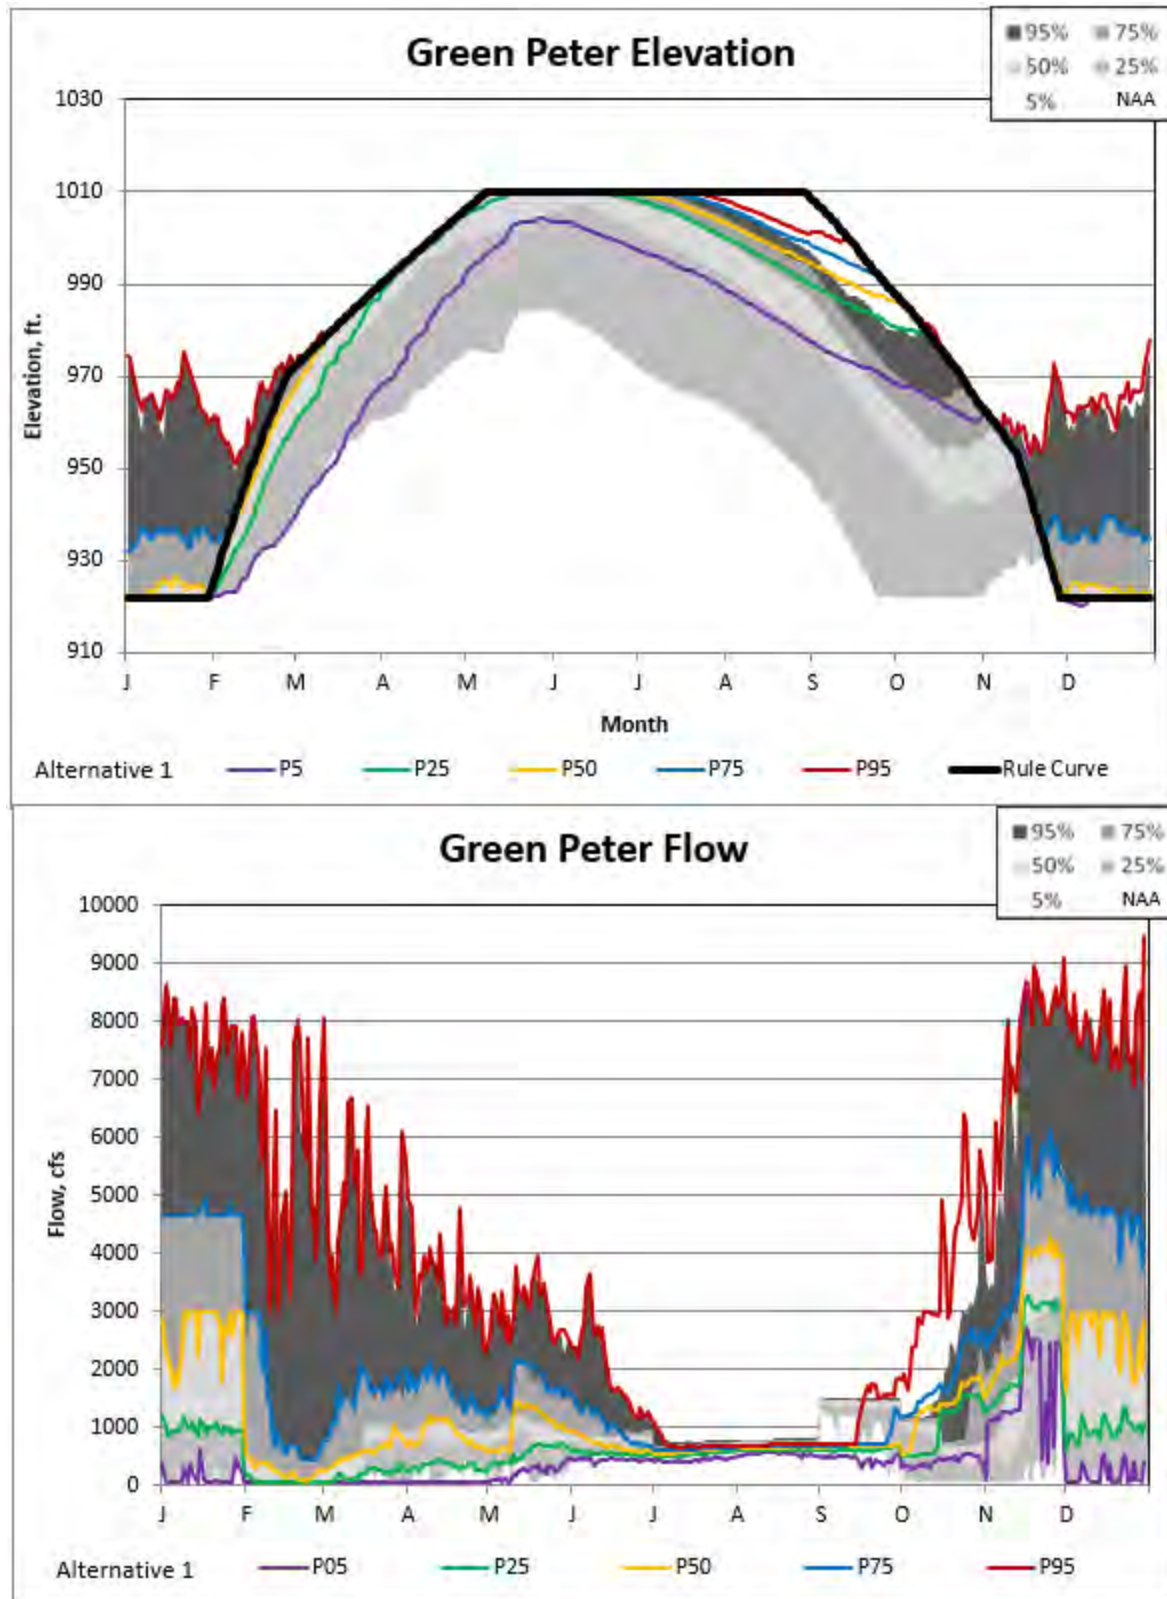 Green Peter Elevation
95% 75%
50% 25%
5% NAA
1030
1010
990
970
950
930
910
Elevation, ft.
J F M A M J J A S O N D
Month
Alternative 1 P5 P25 P50 P75 P95 Rule Curve
Green Peter Flow
95% 75%
50% 25%
5% NAA
10000
9000
8000
7000
6000
5000
4000
3000
2000
1000
0
Flow, cfs
J F M A M J J A S O N D
Alternative 1 P05 P25 P50 P75 P95